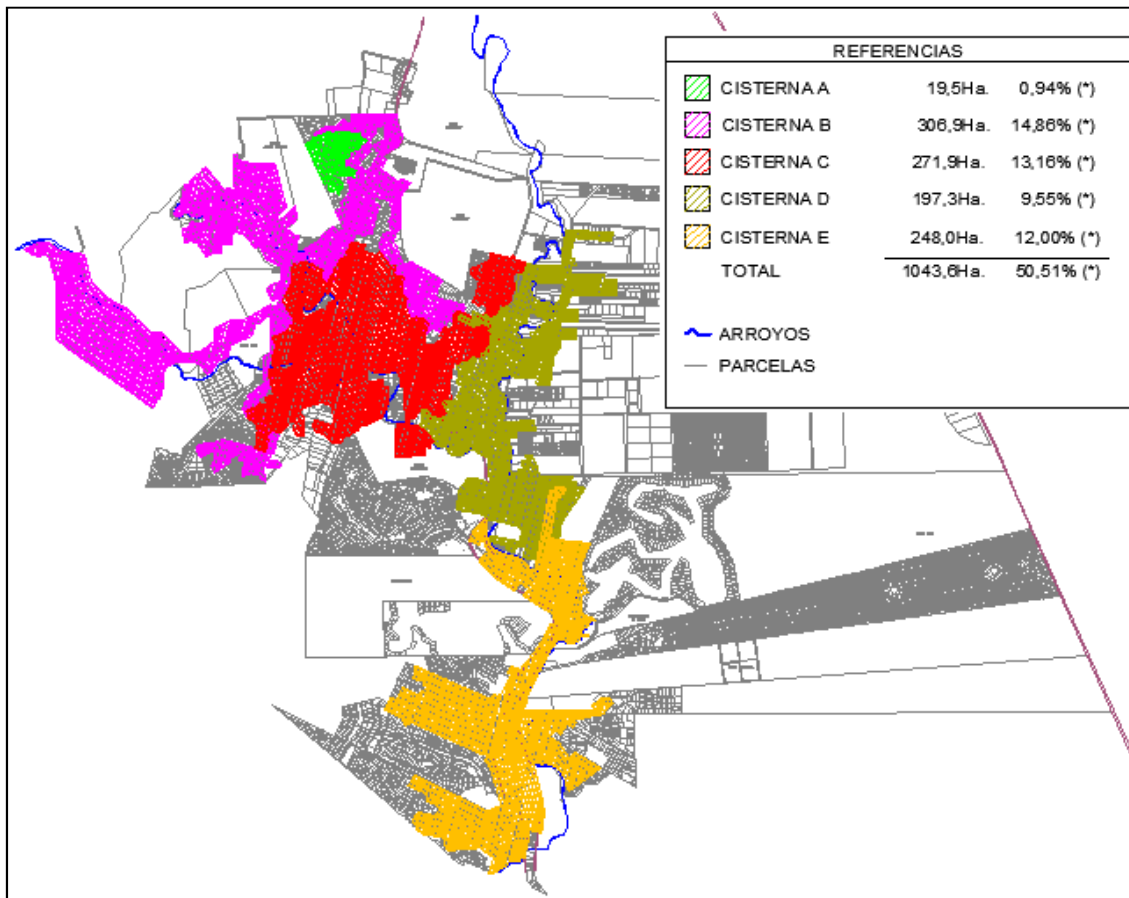 REFERENCIAS
CISTERNA A 19,5Ha. 0,94% (*)
CISTERNA B 306,9Ha. 14,86% (*)
CISTERNA C 271,9Ha. 13,16% (*)
CISTERNA D 197,3Ha. 9,55% (*)
CISTERNA E 248,0Ha. 12,00% (*)
TOTAL 1043,6Ha. 50,51% (*)
ARROYOS
PARCELAS